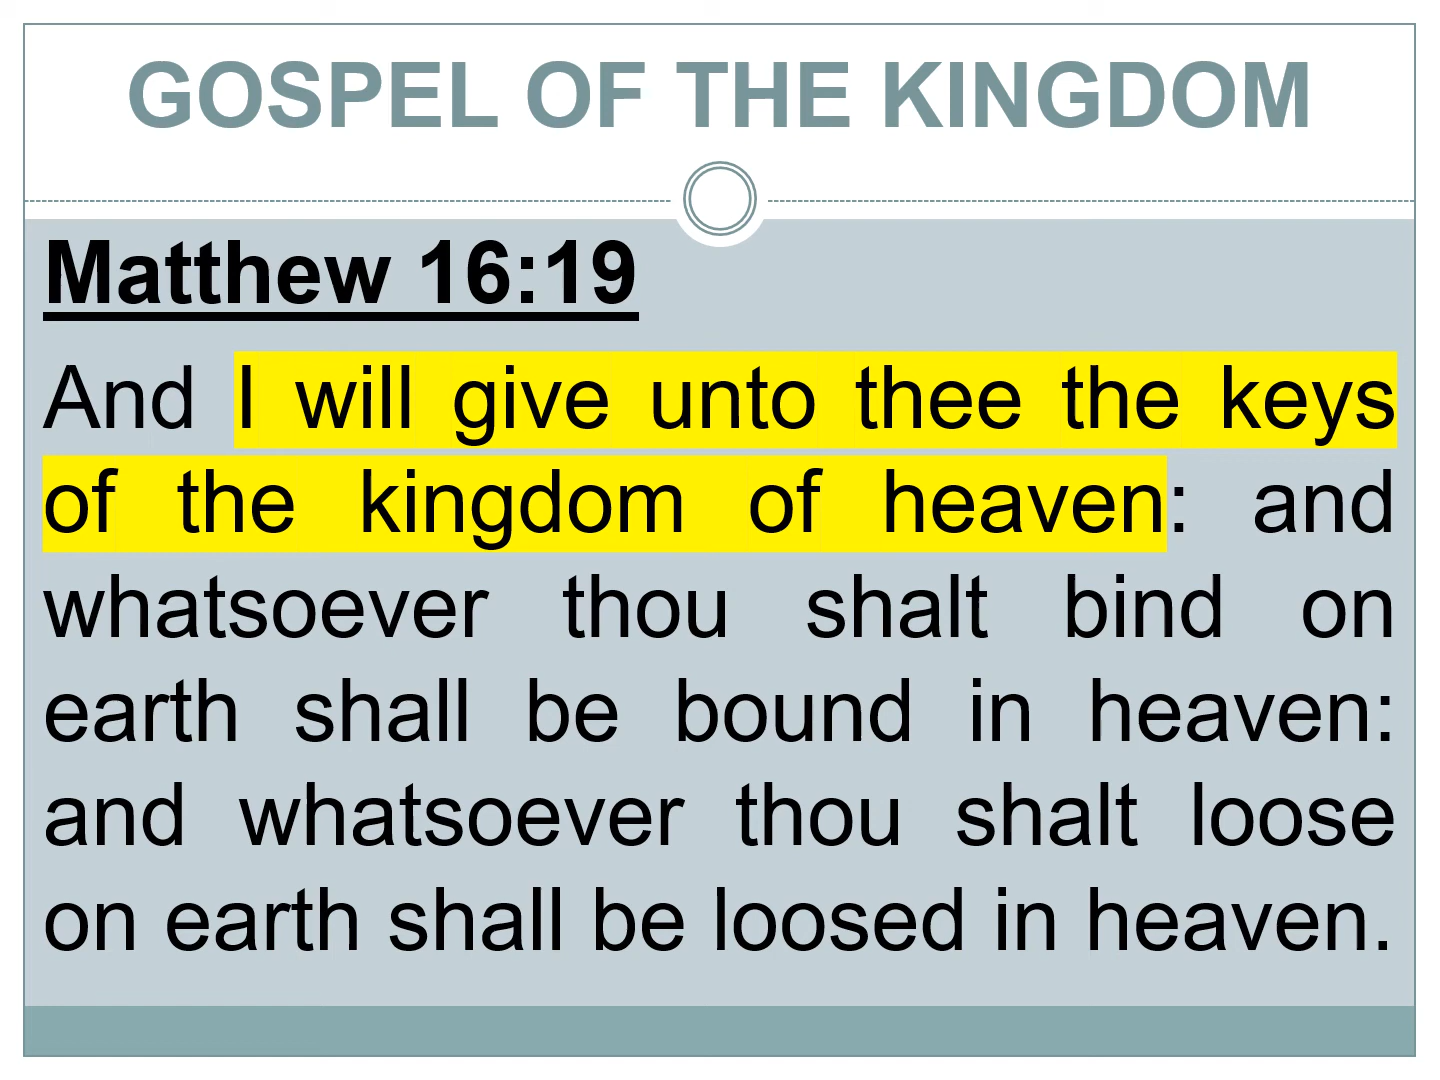 GOSPEL OF THE KINGDOM
Matthew 16:19
And I will give unto thee the keys
of the kingdom of heaven: and
whatsoever thou shalt bind on
earth shall be bound in heaven:
and whatsoever thou shalt loose
on earth shall be loosed in heaven.